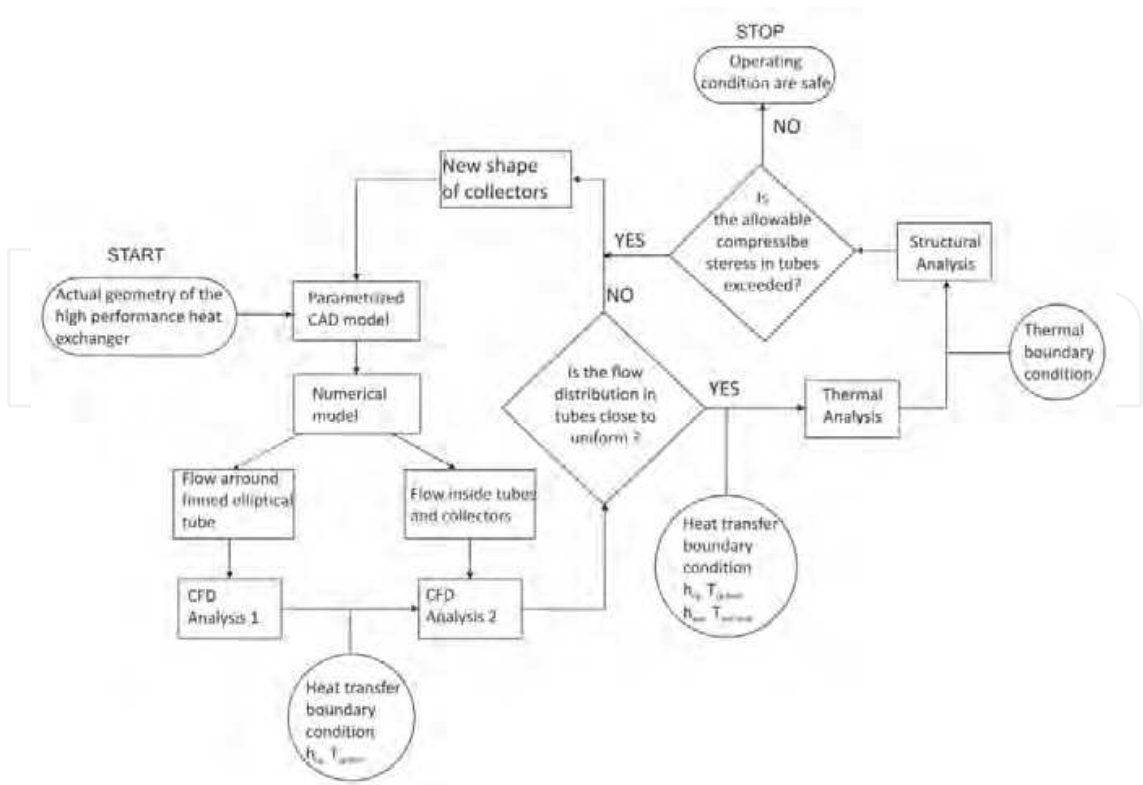 STOP
Operating
condition are safe
NO
New shape
of collectors
Is
the allowable
compressibe
steress in tubes
exceeded?
YES
Structural
Analysis
START
Actual geometry of the
high performance heat
exchanger
Parametrized
CAD model
NO
Thermal
boundary
condition
Is the flow
distribution in
tubes close to
uniform ?
YES
Thermal
Analysis
Numerical
model
Flow arround
finned elliptical
tube
Flow inside tubes
and collectors
Heat transfer
boundary
condition
h T
h T
CFD
Analysis 1
CFD
Analysis 2
Heat transfer
boundary
condition
h T